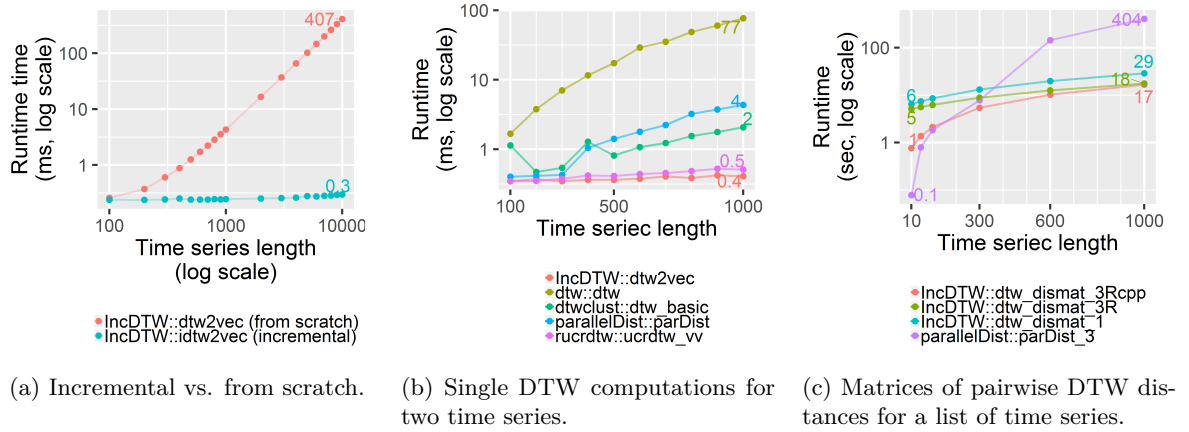 Runtime time
(ms, log scale)
100
10
1
407
0.3
100
1000
10000
Time series length
(log scale)
IncDTW::dtw2vec (from scratch)
IncDTW::idtw2vec (incremental)
(a) Incremental vs. from scratch.
Runtime
(ms, log scale)
100
10
1
77
4
2
0.5
0.4
100
500
1000
Time seriec length
IncDTW::dtw2vec
dtw::dtw
dtwclust::dtw_basic
parallelDist::parDist
rucrdtw::ucrdtw_vv
(b) Single DTW computations for
two time series.
Runtime
(sec, log scale)
100
1
404
29
18
17
6
5
1
0.1
10
300
600
1000
Time seriec length
IncDTW::dtw_dismat_3Rcpp
IncDTW::dtw_dismat_3R
IncDTW::dtw_dismat_1
parallelDist::parDist_3
(c) Matrices of pairwise DTW dis-
tances for a list of time series.